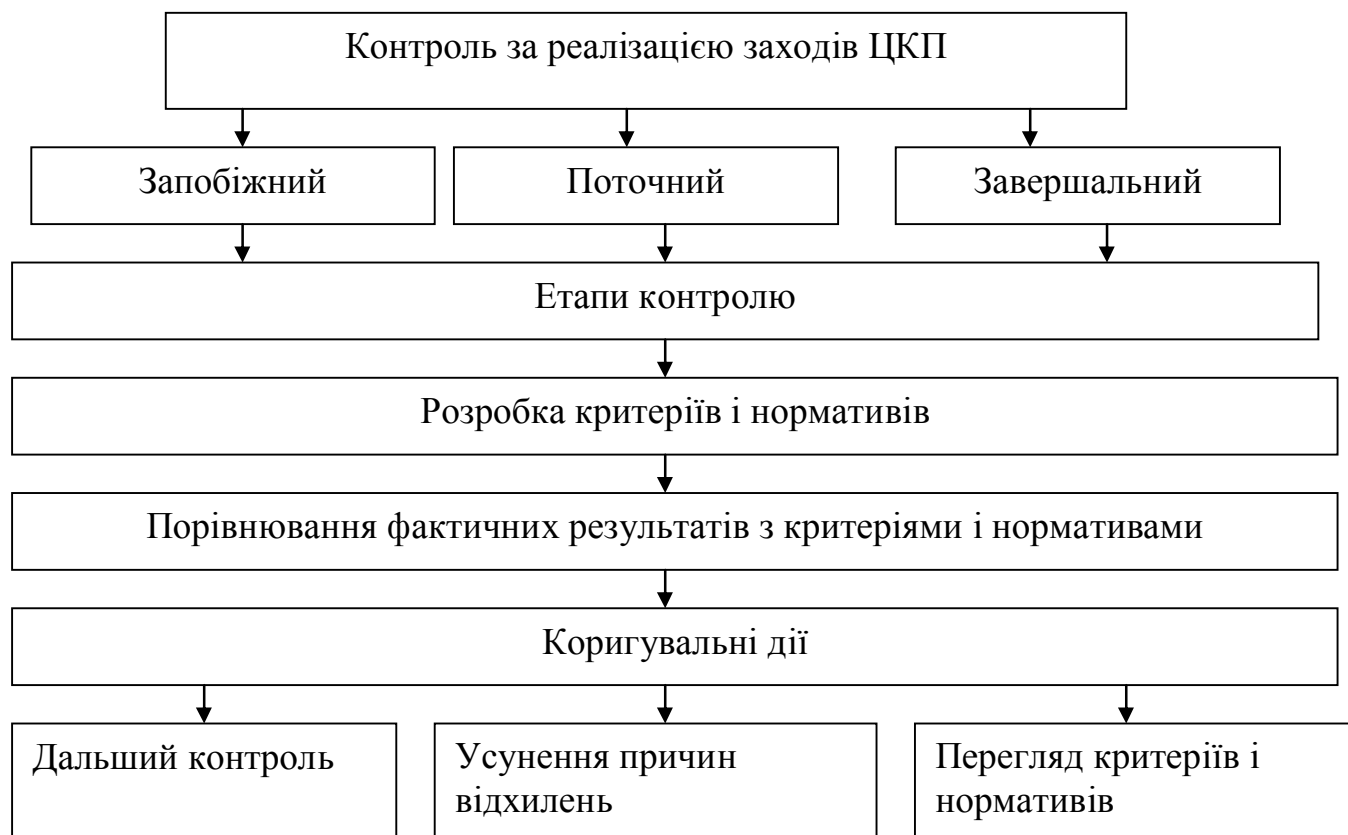 Контроль за реалізацією заходів ЦКП
Запобіжний
Поточний
Завершальний
Етапи контролю
Розробка критеріїв і нормативів
Порівнювання фактичних результатів з критеріями і нормативами
Коригувальні дії
Дальший контроль
Усунення причин
відхилень
Перегляд критеріїв і
нормативів